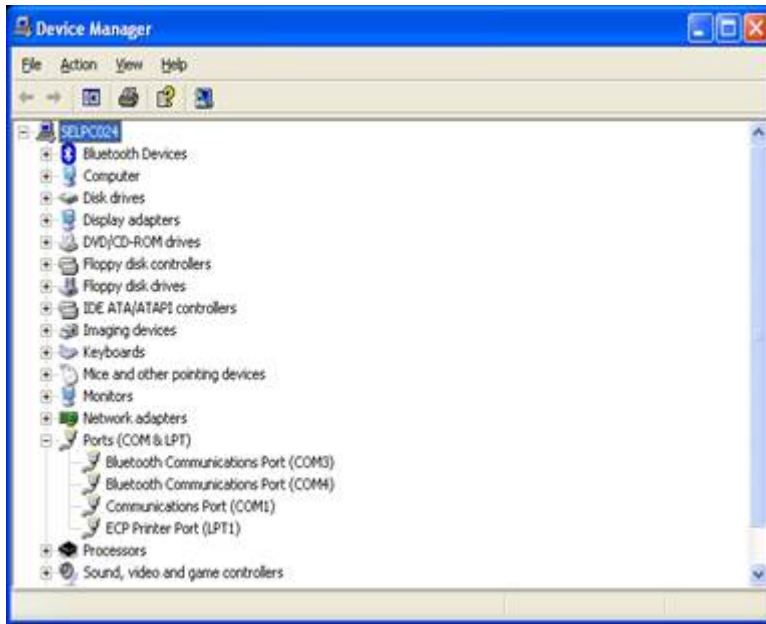 Device Manager
File Action View Help
SELPC024
Bluetooth Devices
Computer
Disk drives
Display adapters
DVD/CD-ROM drives
Floppy disk controllers
Floppy disk drives
IDE ATA/ATAPI controllers
Imaging devices
Keyboards
Mice and other pointing devices
Monitors
Network adapters
Ports (COM & LPT)
Bluetooth Communications Port (COM3)
Bluetooth Communications Port (COM4)
Communications Port (COM1)
ECP Printer Port (LPT1)
Processors
Sound, video and game controllers